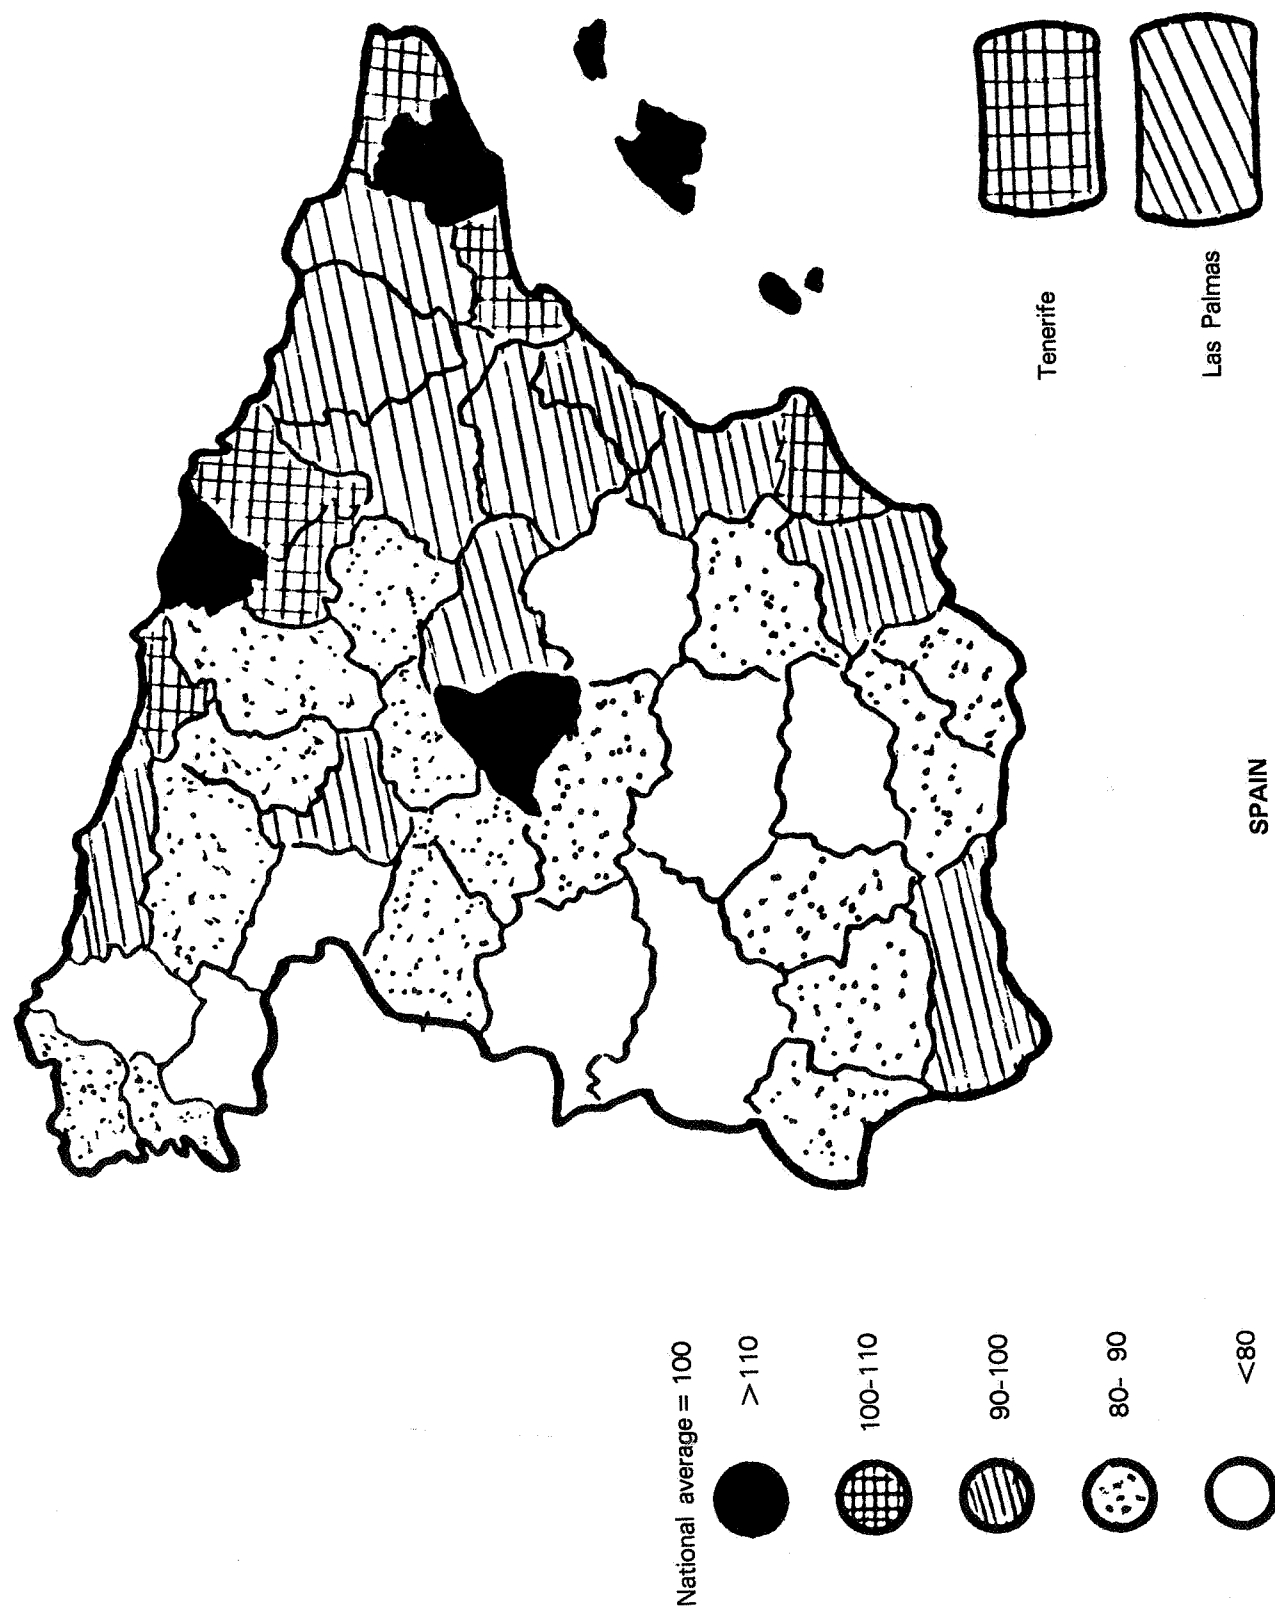 Tenerife
Las Palmas
SPAIN
National average = 100
>110
100-110
90-100
80- 90
<80